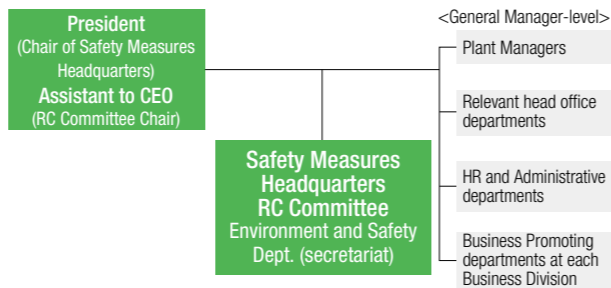 President
(Chair of Safety Measures
Headquarters)
Assistant to CEO
(RC Committee Chair)
Safety Measures
Headquarters
RC Committee
Environment and Safety
Dept. (secretariat)
<General Manager-level>
Plant Managers
Relevant head office
departments
HR and Administrative
departments
Business Promoting
departments at each
Business Division